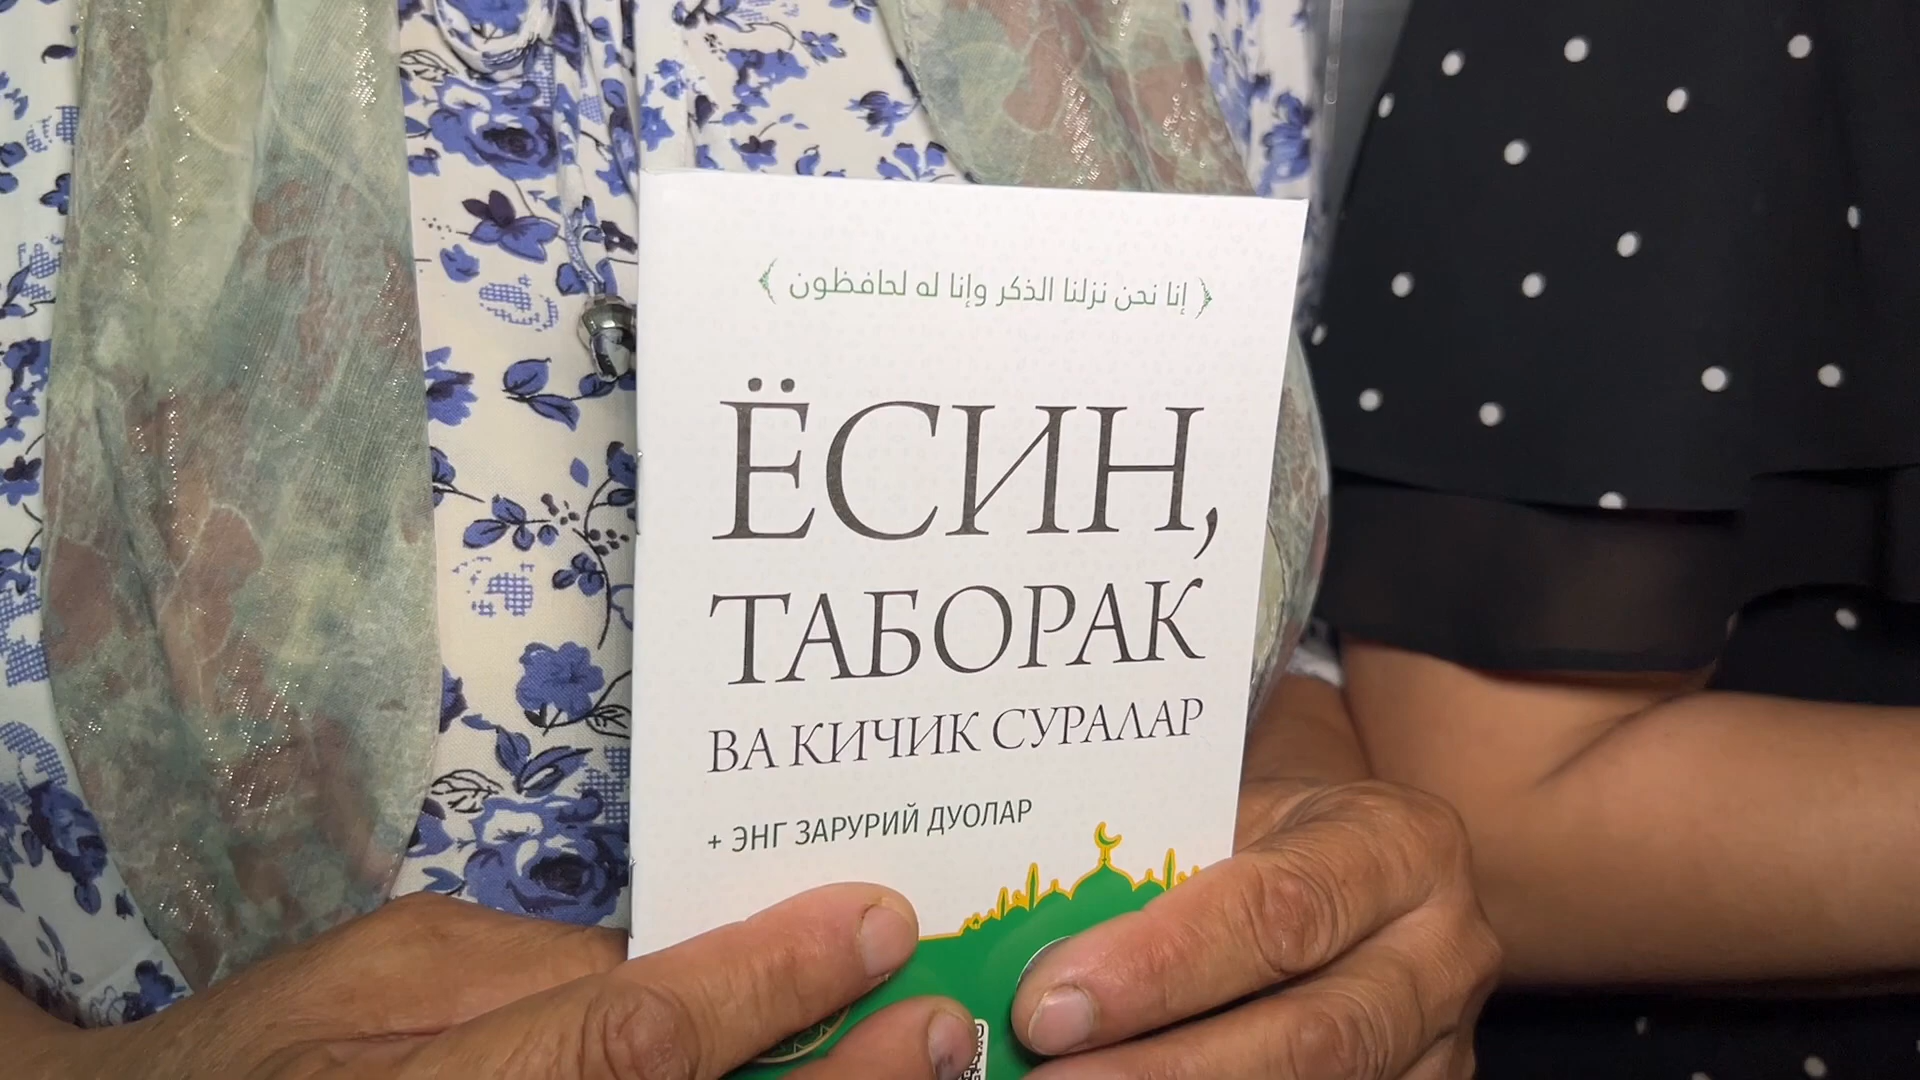 ﴿ إنا نحن نزلنا الذكر وإنا له لحافظون ﴾
ЁСИН,
ТАБОРАК
ВА КИЧИК СУРАЛАР
+ ЭНГ ЗАРУРИЙ ДУОЛАР